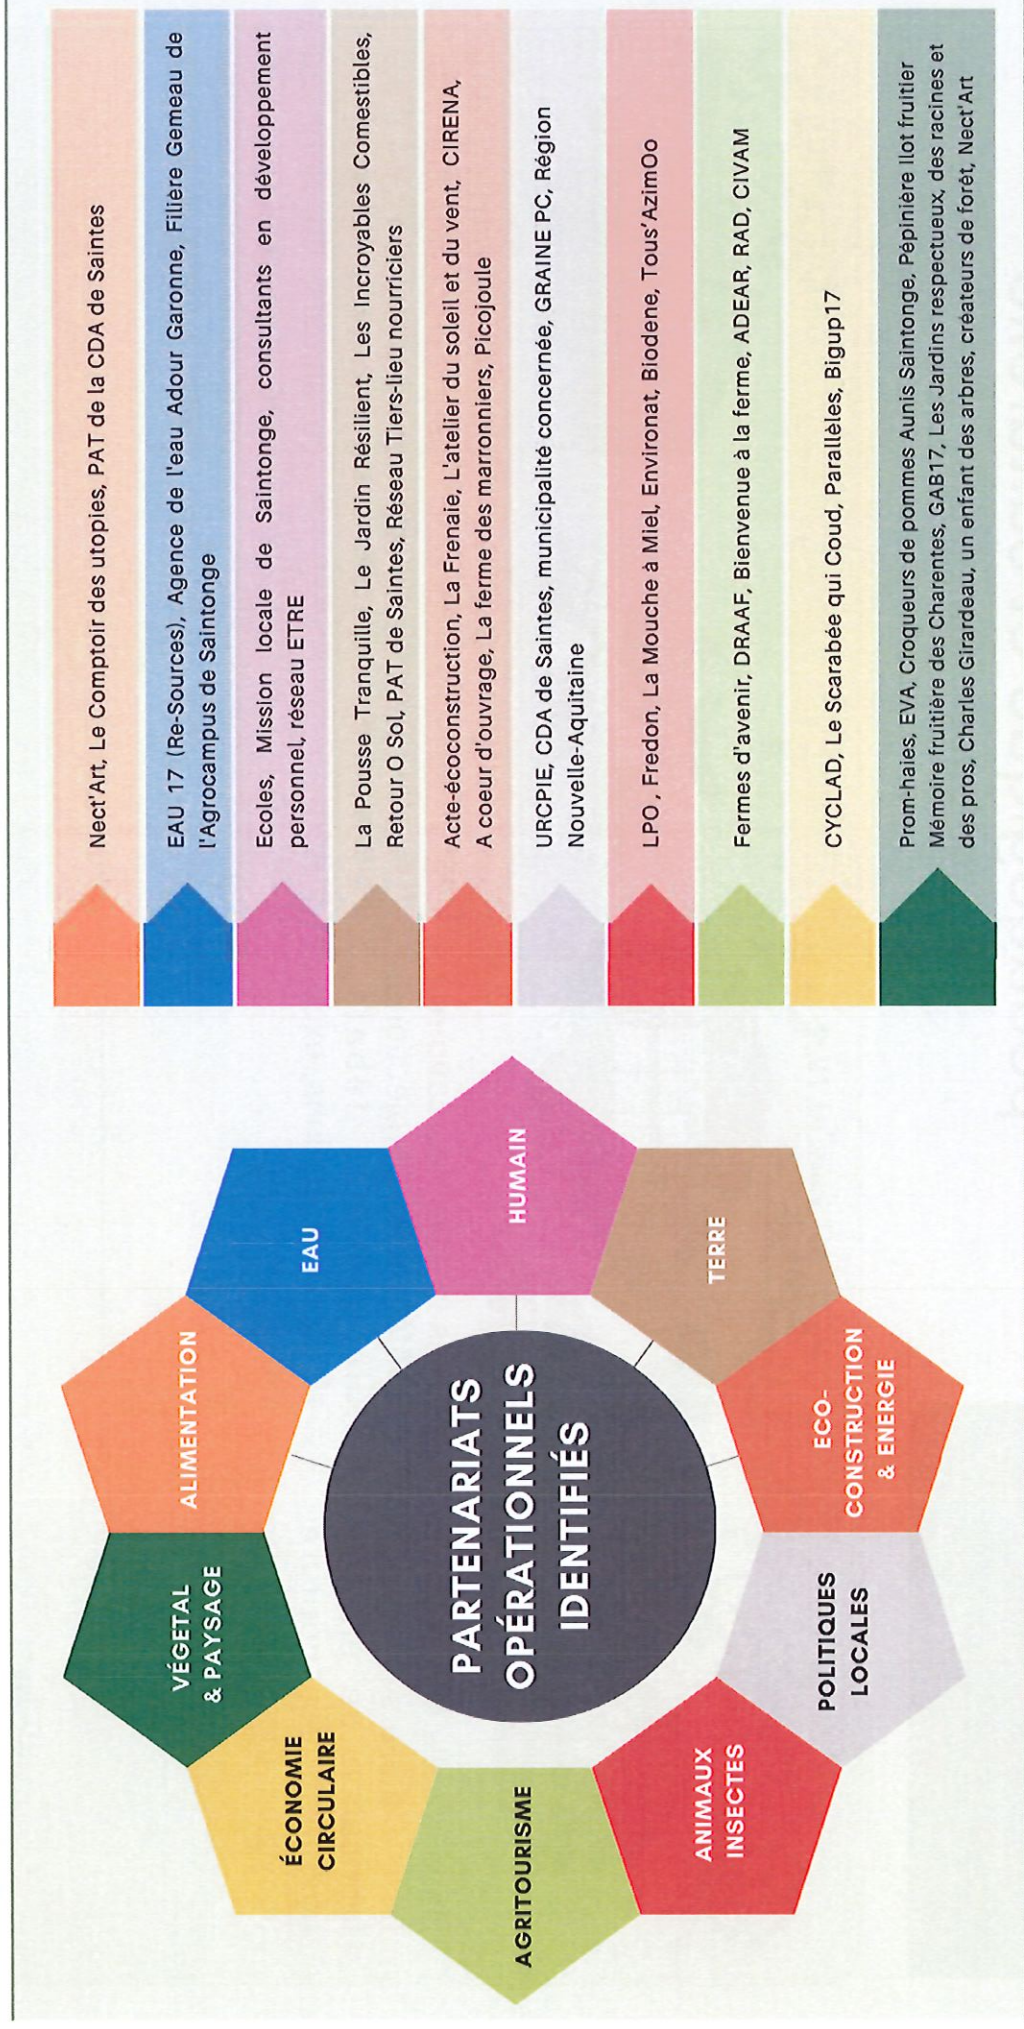 PARTENARIATS
OPÉRATIONNELS
IDENTIFIÉS
ALIMENTATION
EAU
HUMAIN
TERRE
ECO-
CONSTRUCTION
& ENERGIE
POLITIQUES
LOCALES
ANIMAUX
INSECTES
AGRITOURISME
ÉCONOMIE
CIRCULAIRE
VÉGETAL
& PAYSAGE
Nect'Art, Le Comptoir des utopies, PAT de la CDA de Saintes
EAU 17 (Re-Sources), Agence de l'eau Adour Garonne, Filière Gemeau de
l'Agrocampus de Saintonge
Ecoles, Mission locale de Saintonge, consultants en développement
personnel, réseau ETRE
La Pousse Tranquille, Le Jardin Résilient, Les Incroyables Comestibles,
Retour O Sol, PAT de Saintes, Réseau Tiers-lieu nourriciers
Acte-écoconstruction, La Frenaie, L'atelier du soleil et du vent, CIRENA,
A coeur d'ouvrage, La ferme des marronniers, Picojoule
URCPIE, CDA de Saintes, municipalité concernée, GRAINE PC, Région
Nouvelle-Aquitaine
LPO, Fredon, La Mouche à Miel, Environat, Biodene, Tous'AzimOo
Fermes d'avenir, DRAAF, Bienvenue à la ferme, ADEAR, RAD, CIVAM
CYCLAD, Le Scarabée qui Coud, Parallèles, Bigup17
Prom-haies, EVA, Croqueurs de pommes Aunis Saintonge, Pépinière Ilot fruitier
Mémoire fruitière des Charentes, GAB17, Les Jardins respectueux, des racines et
des pros, Charles Girardeau, un enfant des arbres, créateurs de forêt, Nect'Art